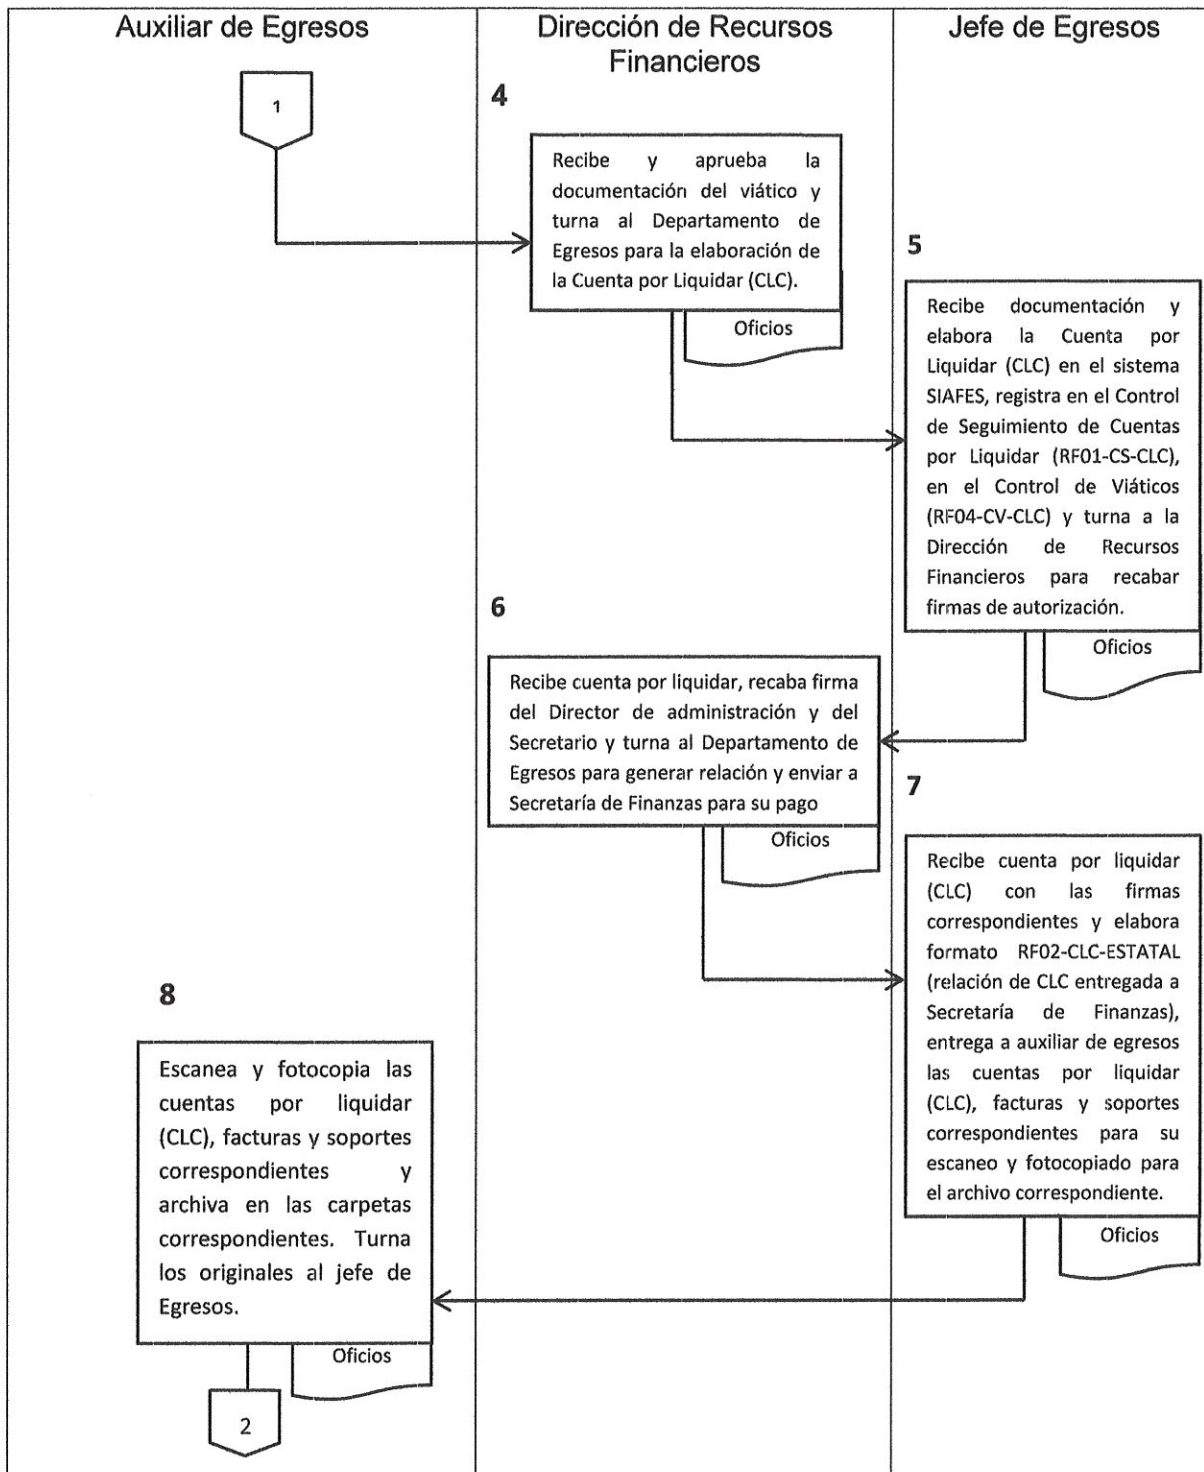 Auxiliar de Egresos
Dirección de Recursos
Financieros
Jefe de Egresos
1
4
Recibe y aprueba la
documentación del viático y
turna al Departamento de
Egresos para la elaboración de
la Cuenta por Liquidar (CLC).
Oficios
5
Recibe documentación y
elabora la Cuenta por
Liquidar (CLC) en el sistema
SIAFES, registra en el Control
de Seguimiento de Cuentas
por Liquidar (RF01-CS-CLC),
en el Control de Viáticos
(RF04-CV-CLC) y turna a la
Dirección de Recursos
Financieros para recabar
firmas de autorización.
Oficios
6
Recibe cuenta por liquidar, recaba firma
del Director de administración y del
Secretario y turna al Departamento de
Egresos para generar relación y enviar a
Secretaría de Finanzas para su pago
Oficios
7
Recibe cuenta por liquidar
(CLC) con las firmas
correspondientes y elabora
formato RF02-CLC-ESTATAL
(relación de CLC entregada a
Secretaría de Finanzas),
entrega a auxiliar de egresos
las cuentas por liquidar
(CLC), facturas y soportes
correspondientes para su
escaneo y fotocopiado para
el archivo correspondiente.
Oficios
8
Escanea y fotocopia las
cuentas por liquidar
(CLC), facturas y soportes
correspondientes y
archiva en las carpetas
correspondientes. Turna
los originales al jefe de
Egresos.
Oficios
2